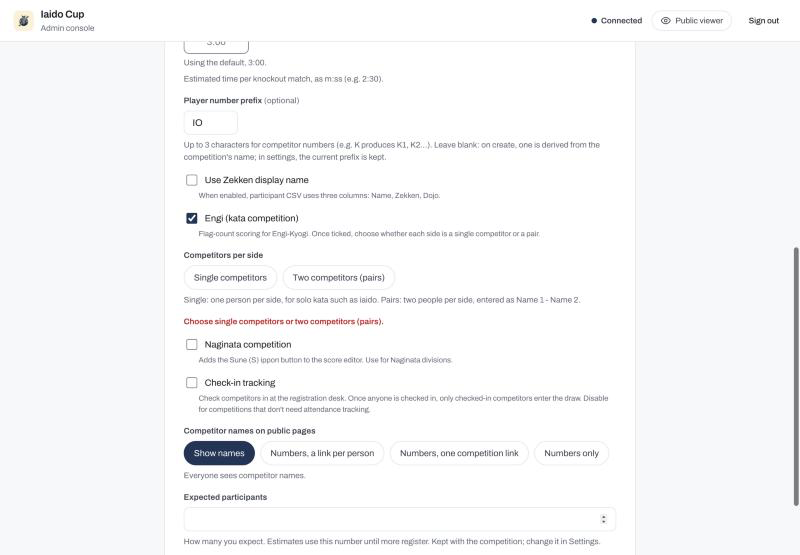 Iaido Cup
Admin console
Connected
Public viewer
Sign out
3:00
Using the default, 3:00.
Estimated time per knockout match, as m:ss (e.g. 2:30).
Player number prefix (optional)
IO
Up to 3 characters for competitor numbers (e.g. K produces K1, K2...). Leave blank: on create, one is derived from the
competition's name; in settings, the current prefix is kept.
Use Zekken display name
When enabled, participant CSV uses three columns: Name, Zekken, Dojo.
Engi (kata competition)
Flag-count scoring for Engi-Kyogi. Once ticked, choose whether each side is a single competitor or a pair.
Competitors per side
Single competitors
Two competitors (pairs)
Single: one person per side, for solo kata such as iaido. Pairs: two people per side, entered as Name 1 - Name 2.
Choose single competitors or two competitors (pairs).
Naginata competition
Adds the Sune (S) ippon button to the score editor. Use for Naginata divisions.
Check-in tracking
Check competitors in at the registration desk. Once anyone is checked in, only checked-in competitors enter the draw. Disable
for competitions that don't need attendance tracking.
Competitor names on public pages
Show names
Numbers, a link per person
Numbers, one competition link
Numbers only
Everyone sees competitor names.
Expected participants
How many you expect. Estimates use this number until more register. Kept with the competition; change it in Settings.